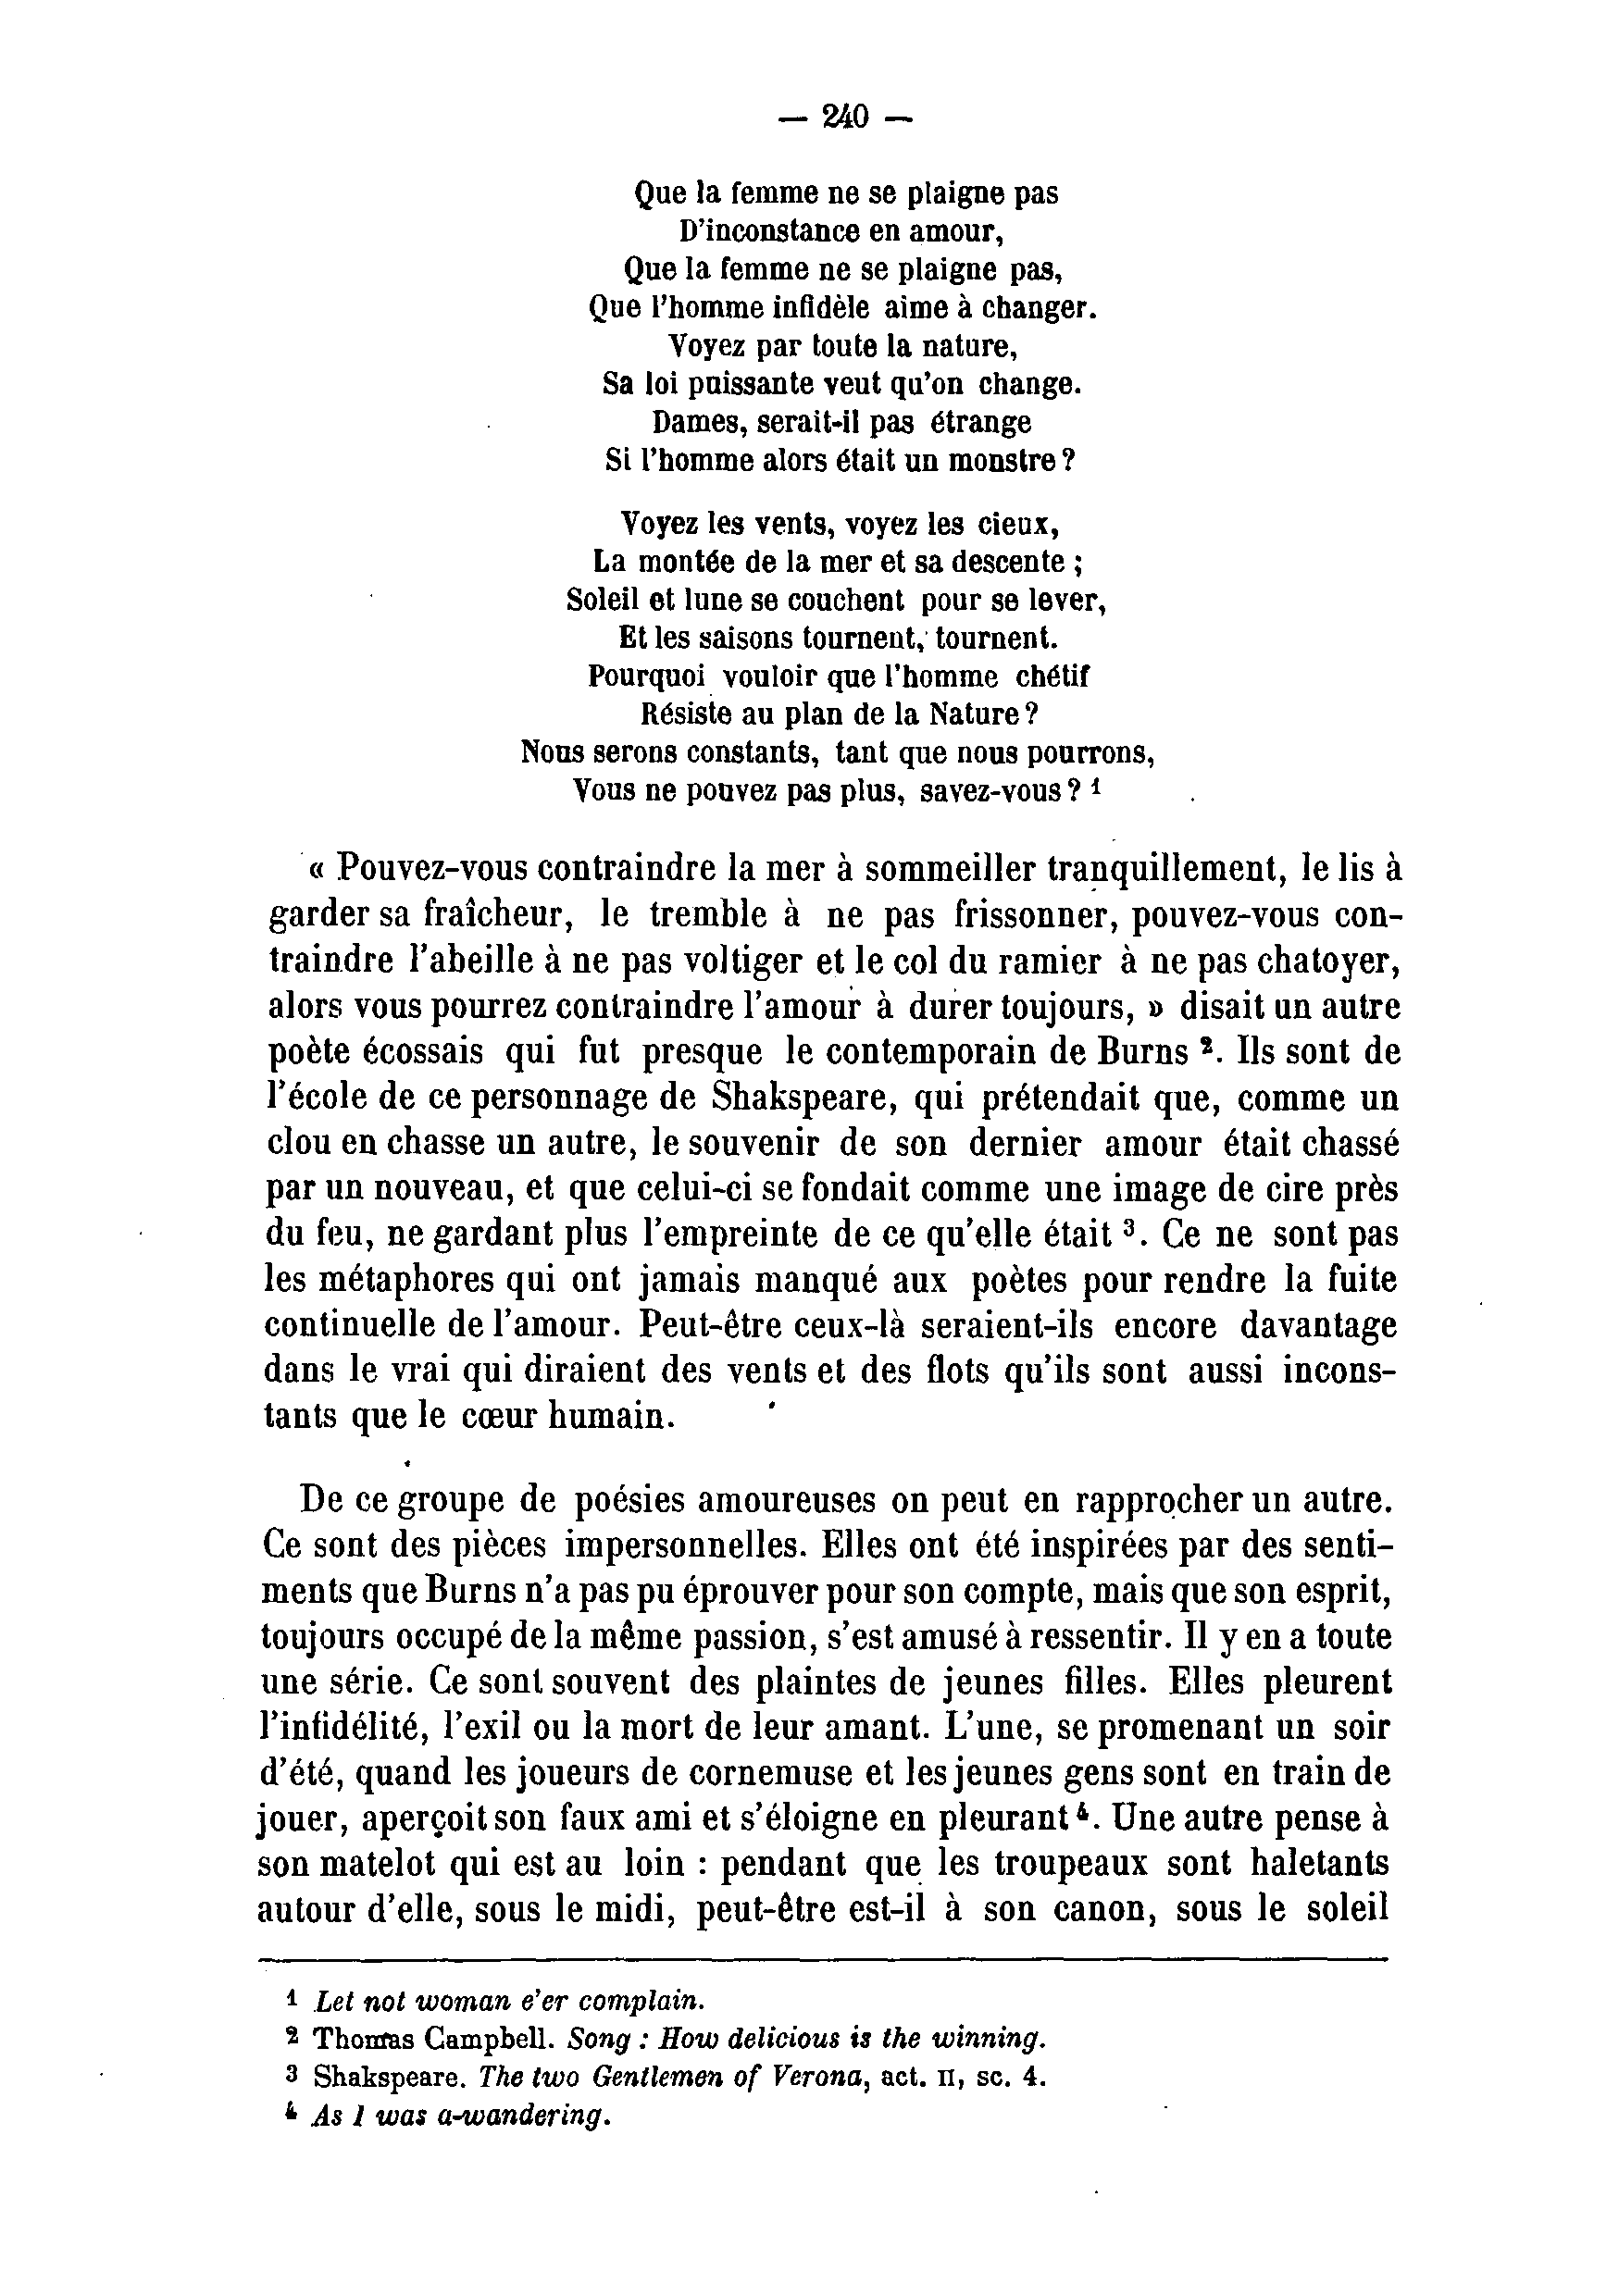 — 240 —
Que la femme ne se plaigne pas
D'inconstance en amour,
Que la femme ne se plaigne pas,
Que l'homme infidèle aime à changer.
Voyez par toute la nature,
Sa loi puissante veut qu'on change.
Dames, serait-il pas étrange
Si l'homme alors était un monstre ?
Voyez les vents, voyez les cieux,
La montée de la mer et sa descente ;
Soleil et lune se couchent pour se lever,
Et les saisons tournent, tournent.
Pourquoi vouloir que l'homme chétif
Résiste au plan de la Nature ?
Nous serons constants, tant que nous pourrons,
Vous ne pouvez pas plus, savez-vous ? ¹
« Pouvez-vous contraindre la mer à sommeiller tranquillement, le lis à
garder sa fraîcheur, le tremble à ne pas frissonner, pouvez-vous con-
traindre l'abeille à ne pas voltiger et le col du ramier à ne pas chatoyer,
alors vous pourrez contraindre l'amour à durer toujours, » disait un autre
poète écossais qui fut presque le contemporain de Burns ². Ils sont de
l'école de ce personnage de Shakspeare, qui prétendait que, comme un
clou en chasse un autre, le souvenir de son dernier amour était chassé
par un nouveau, et que celui-ci se fondait comme une image de cire près
du feu, ne gardant plus l'empreinte de ce qu'elle était ³. Ce ne sont pas
les métaphores qui ont jamais manqué aux poètes pour rendre la fuite
continuelle de l'amour. Peut-être ceux-là seraient-ils encore davantage
dans le vrai qui diraient des vents et des flots qu'ils sont aussi incons-
tants que le cœur humain.
De ce groupe de poésies amoureuses on peut en rapprocher un autre.
Ce sont des pièces impersonnelles. Elles ont été inspirées par des senti-
ments que Burns n'a pas pu éprouver pour son compte, mais que son esprit,
toujours occupé de la même passion, s'est amusé à ressentir. Il y en a toute
une série. Ce sont souvent des plaintes de jeunes filles. Elles pleurent
l'infidélité, l'exil ou la mort de leur amant. L'une, se promenant un soir
d'été, quand les joueurs de cornemuse et les jeunes gens sont en train de
jouer, aperçoit son faux ami et s'éloigne en pleurant ⁴. Une autre pense à
son matelot qui est au loin : pendant que les troupeaux sont haletants
autour d'elle, sous le midi, peut-être est-il à son canon, sous le soleil
¹ Let not woman e'er complain.
² Thomas Campbell. Song : How delicious is the winning.
³ Shakspeare. The two Gentlemen of Verona, act. II, sc. 4.
⁴ As I was a-wandering.